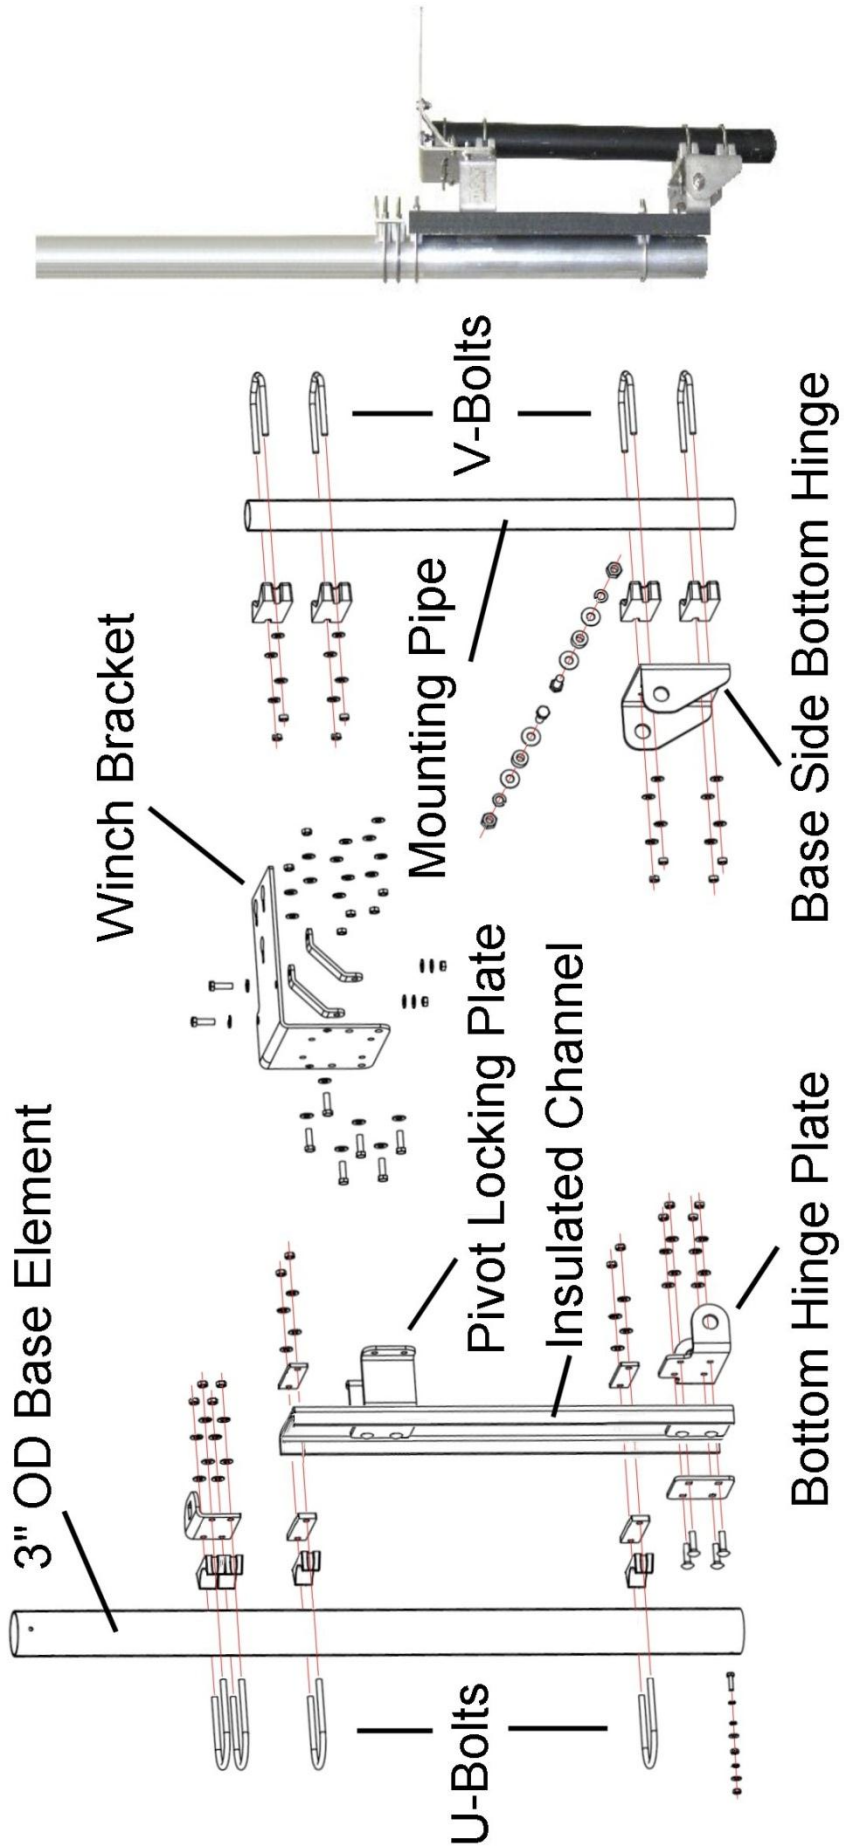 3" OD Base Element
Winch Bracket
U-Bolts
Pivot Locking Plate
Insulated Channel
Bottom Hinge Plate
Mounting Pipe
V-Bolts
Base Side Bottom Hinge